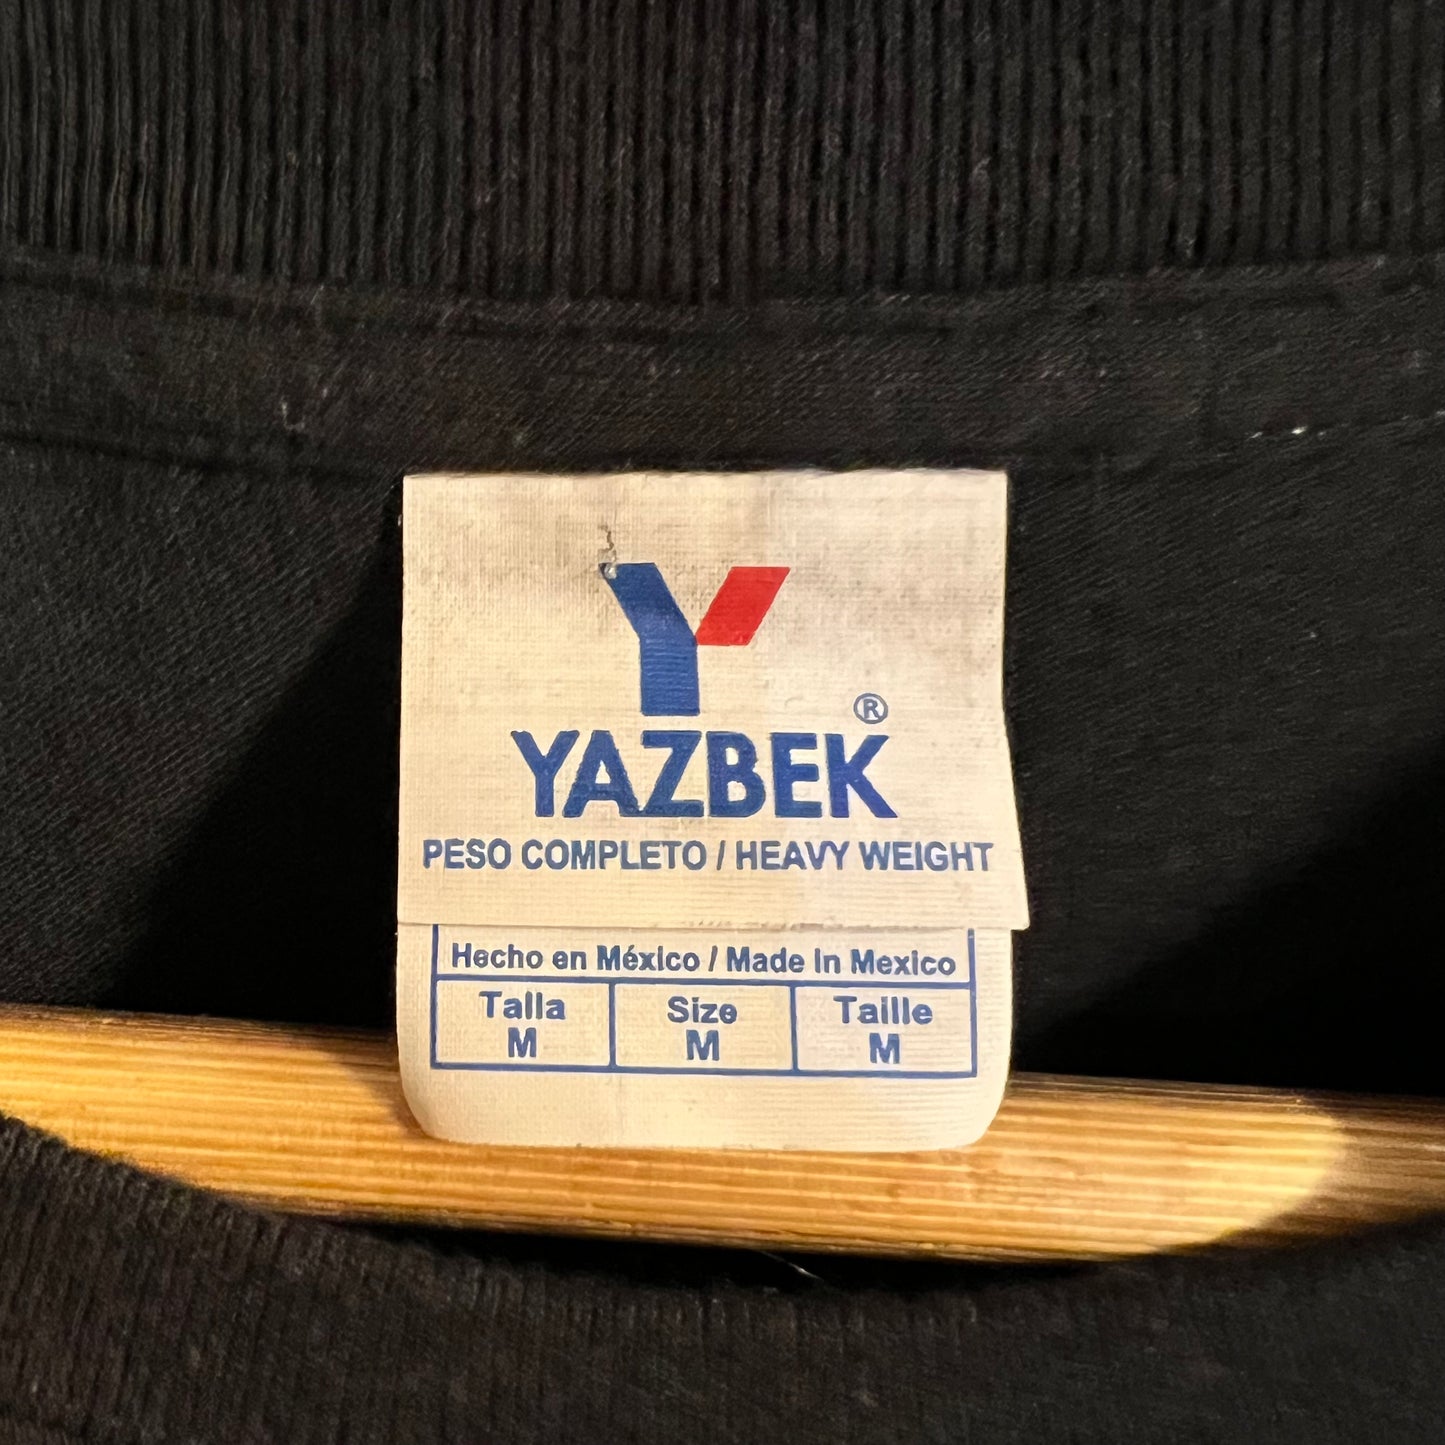 Y
®
YAZBEK
PESO COMPLETO / HEAVY WEIGHT
Hecho en México / Made In Mexico
Talla Size Taille
M M M